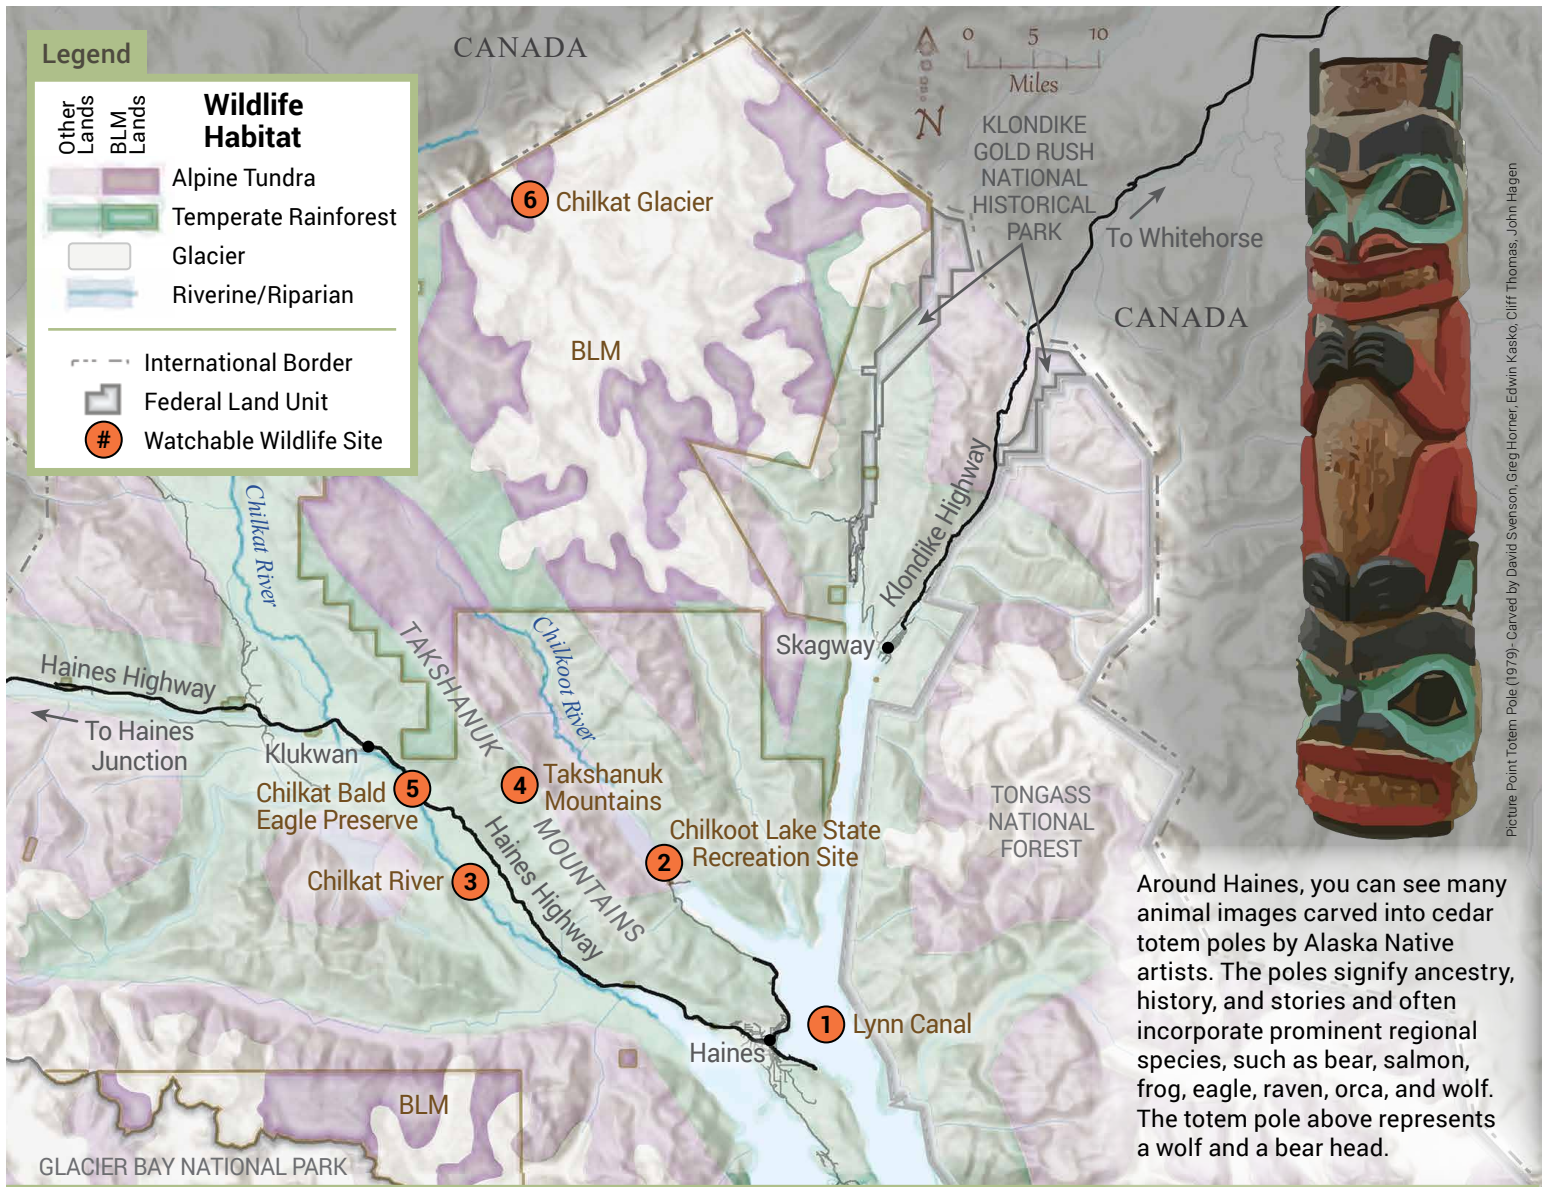 Legend
Other
Lands
BLM
Lands
Wildlife
Habitat
Alpine Tundra
Temperate Rainforest
Glacier
Riverine/Riparian
International Border
Federal Land Unit
#
Watchable Wildlife Site
CANADA
0 5 10
Miles
N
KLONDIKE
GOLD RUSH
NATIONAL
HISTORICAL
PARK
To Whitehorse
CANADA
6 Chilkat Glacier
BLM
Klondike Highway
Skagway
Chilkat River
Chilkoot River
TAKSHANUK
MOUNTAINS
Haines Highway
To Haines
Junction
Klukwan
Chilkat Bald
Eagle Preserve
5
4
Takshanuk
Mountains
Chilkoot Lake State
Recreation Site
2
Chilkat River 3
Haines Highway
TONGASS
NATIONAL
FOREST
1 Lynn Canal
Haines
BLM
GLACIER BAY NATIONAL PARK
Picture Point Totem Pole (1979)- Carved by David Svenson, Greg Horner, Edwin Kasko, Cliff Thomas, John Hagen
Around Haines, you can see many
animal images carved into cedar
totem poles by Alaska Native
artists. The poles signify ancestry,
history, and stories and often
incorporate prominent regional
species, such as bear, salmon,
frog, eagle, raven, orca, and wolf.
The totem pole above represents
a wolf and a bear head.